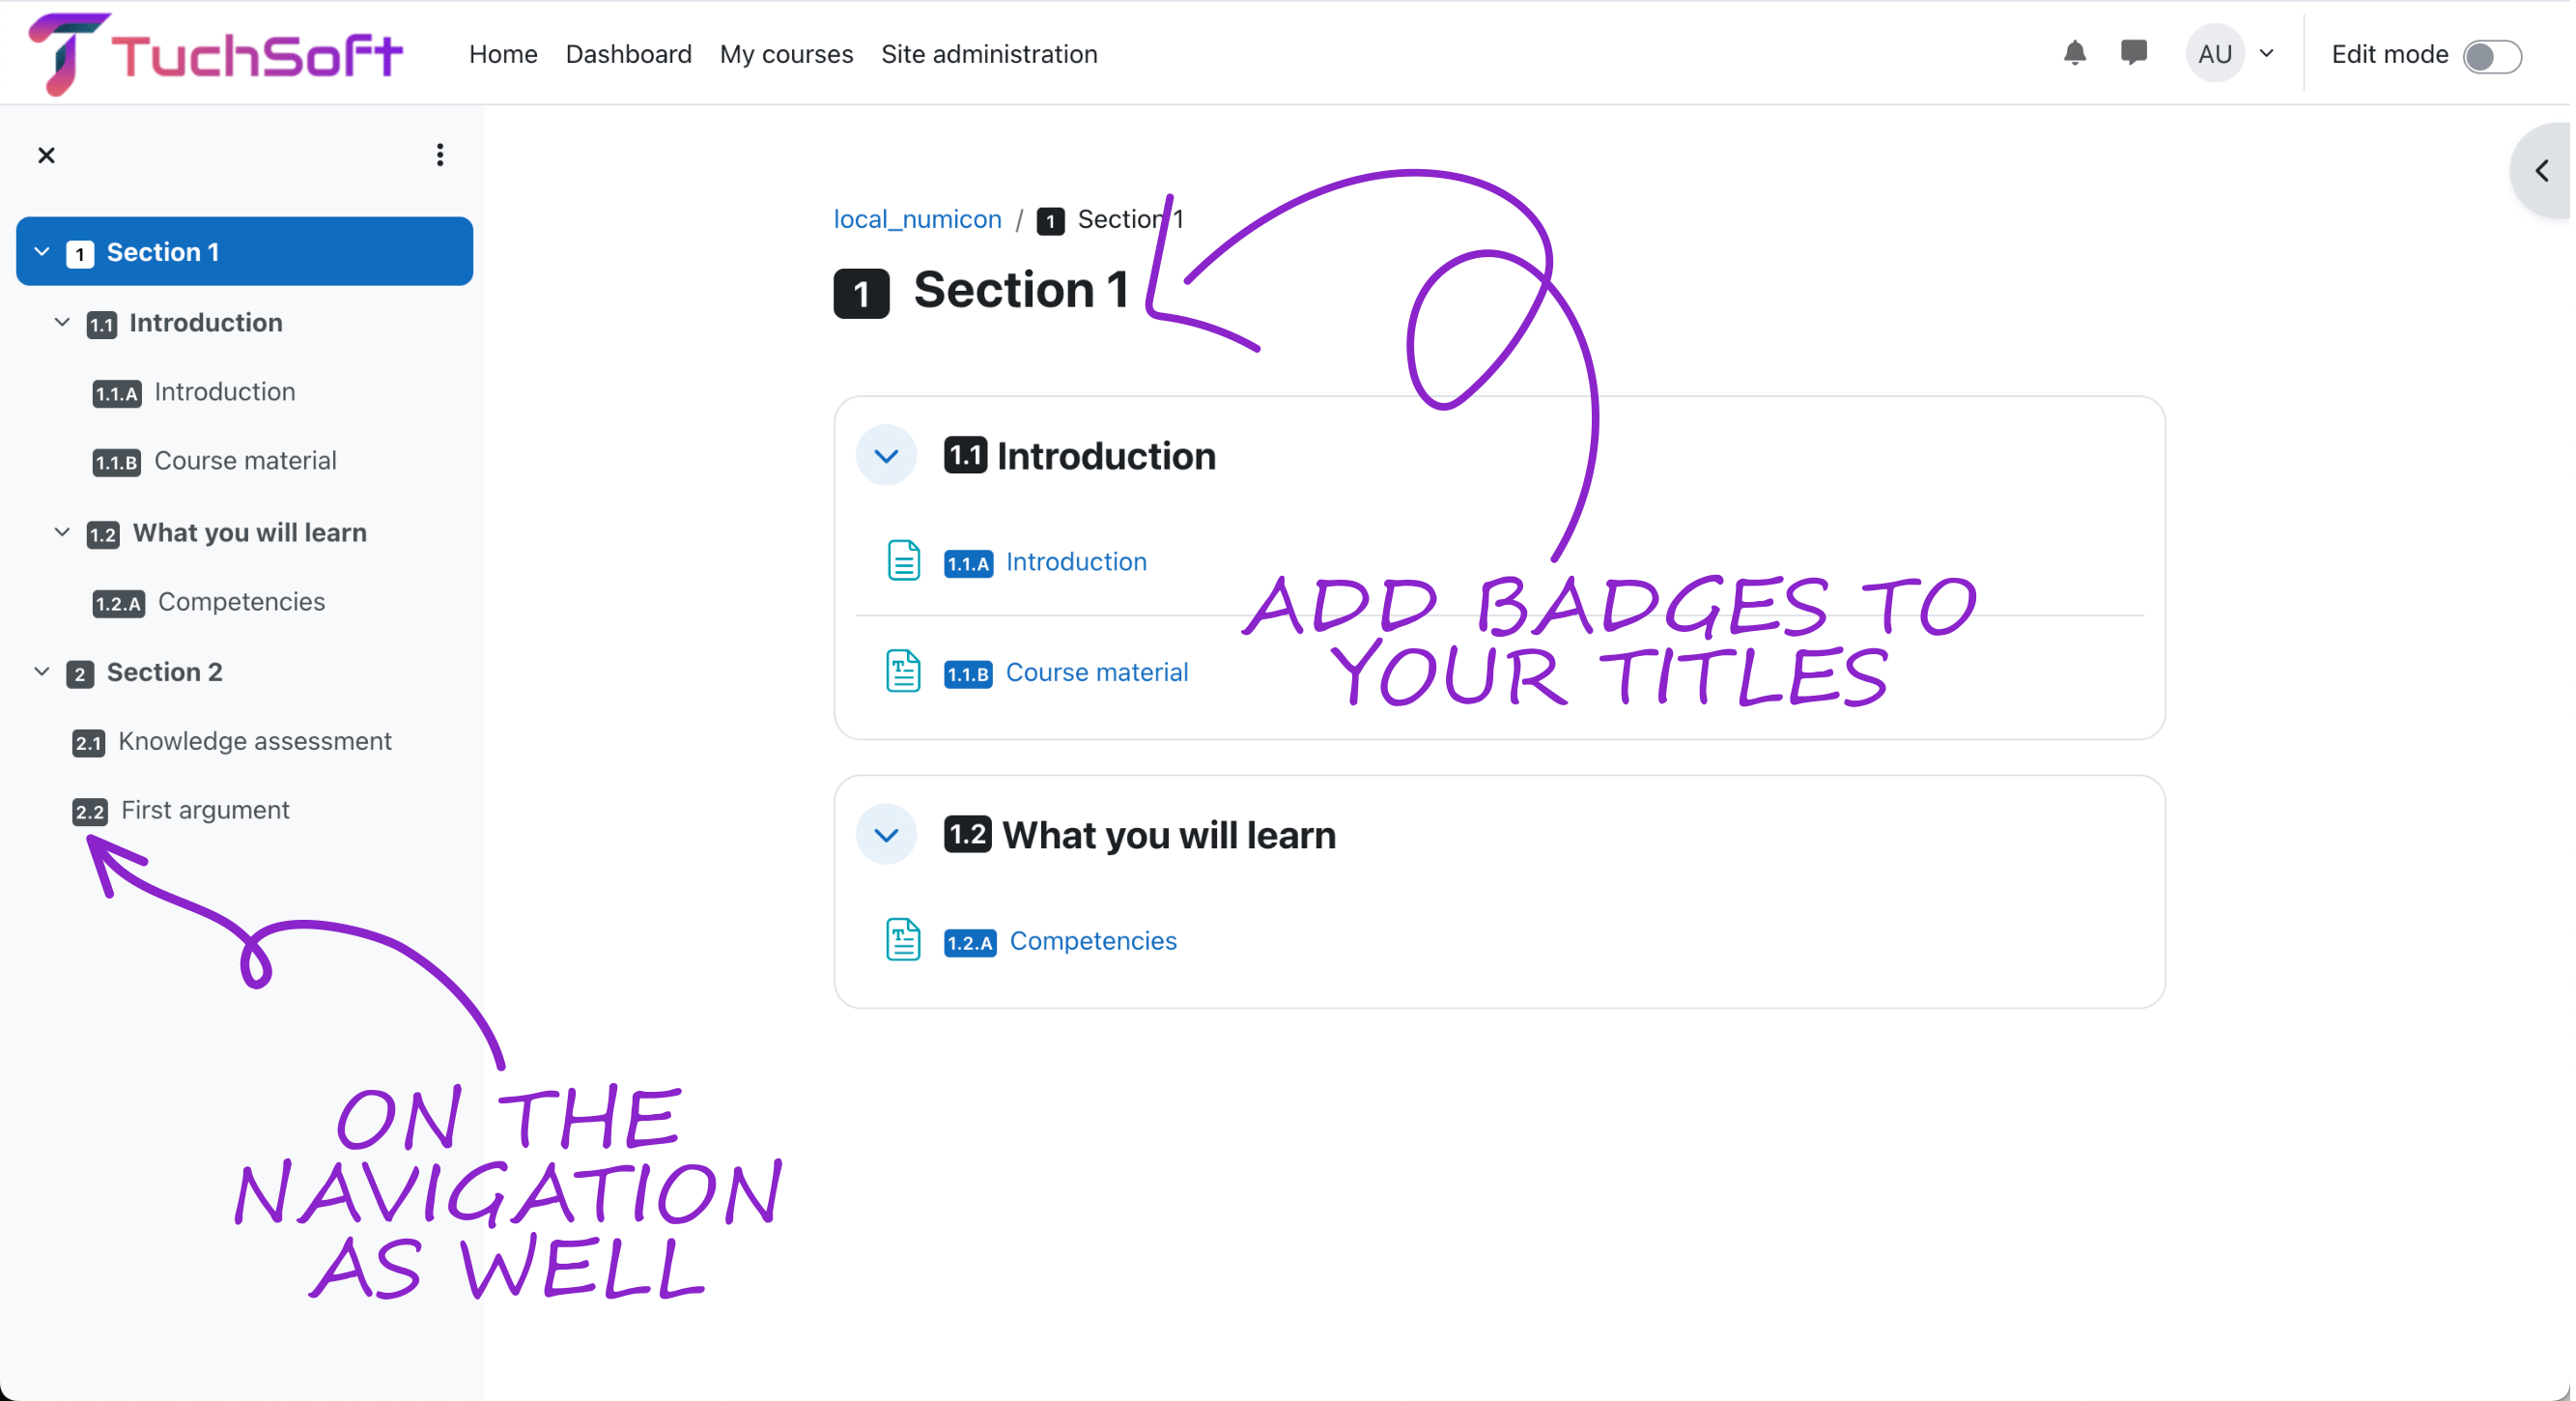 TuchSoft
Home Dashboard My courses Site administration AU Edit mode
1 Section 1
1.1 Introduction
1.1.A Introduction
1.1.B Course material
1.2 What you will learn
1.2.A Competencies
2 Section 2
2.1 Knowledge assessment
2.2 First argument
local_numicon / 1 Section 1
1 Section 1
1.1 Introduction
1.1.A Introduction
1.1.B Course material
ADD BADGES TO
YOUR TITLES
1.2 What you will learn
1.2.A Competencies
ON THE
NAVIGATION
AS WELL